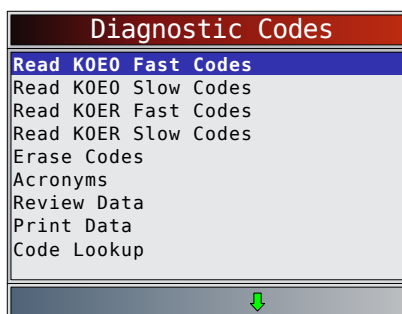 Diagnostic Codes
Read KOEO Fast Codes
Read KOEO Slow Codes
Read KOER Fast Codes
Read KOER Slow Codes
Erase Codes
Acronyms
Review Data
Print Data
Code Lookup